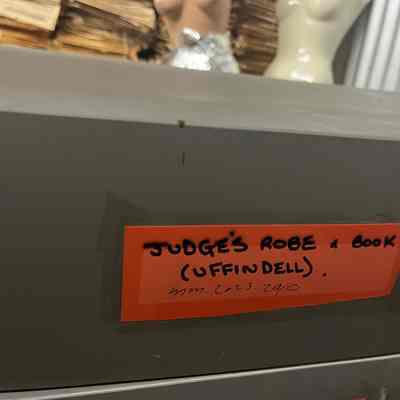 JUDGE'S ROBE & BOOK
(UFFINDELL).